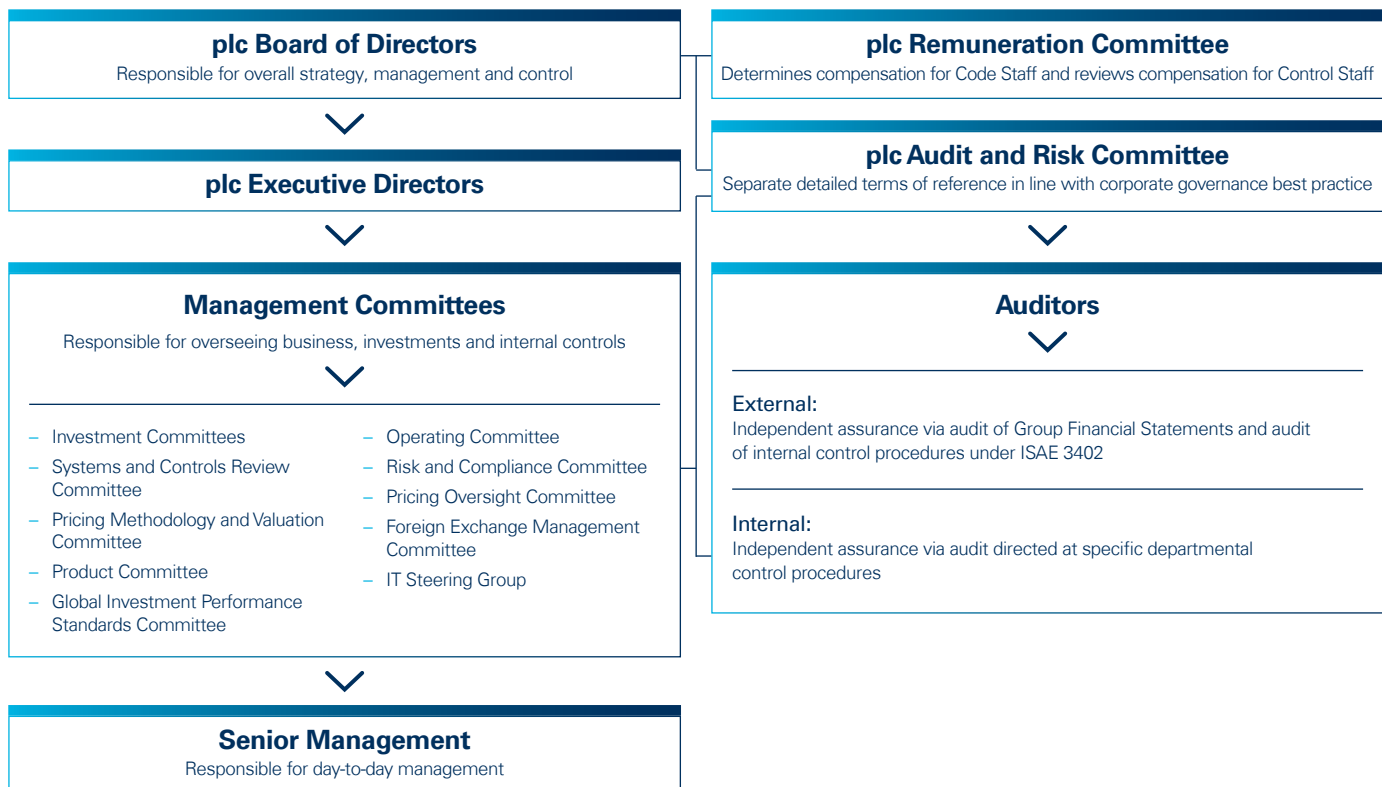 plc Board of Directors
Responsible for overall strategy, management and control
plc Remuneration Committee
Determines compensation for Code Staff and reviews compensation for Control Staff
plc Executive Directors
plc Audit and Risk Committee
Separate detailed terms of reference in line with corporate governance best practice
Management Committees
Responsible for overseeing business, investments and internal controls
– Investment Committees
– Systems and Controls Review
Committee
– Pricing Methodology and Valuation
Committee
– Product Committee
– Global Investment Performance
Standards Committee
– Operating Committee
– Risk and Compliance Committee
– Pricing Oversight Committee
– Foreign Exchange Management
Committee
– IT Steering Group
Auditors
External:
Independent assurance via audit of Group Financial Statements and audit
of internal control procedures under ISAE 3402
Internal:
Independent assurance via audit directed at specific departmental
control procedures
Senior Management
Responsible for day-to-day management